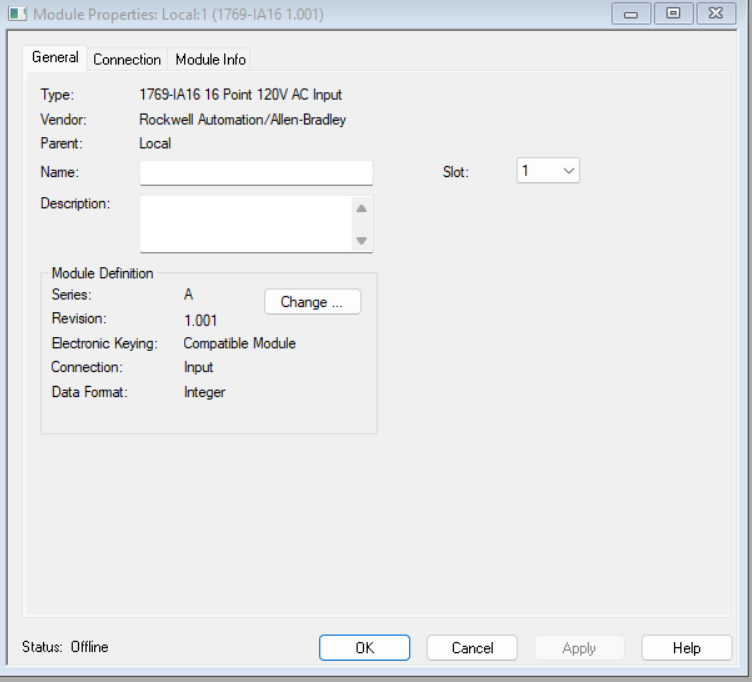 Module Properties: Local:1 (1769-IA16 1.001)
General Connection Module Info
Type: 1769-IA16 16 Point 120V AC Input
Vendor: Rockwell Automation/Allen-Bradley
Parent: Local
Name: Slot: 1
Description:
Module Definition
Series: A Change ...
Revision: 1.001
Electronic Keying: Compatible Module
Connection: Input
Data Format: Integer
Status: Offline OK Cancel Apply Help